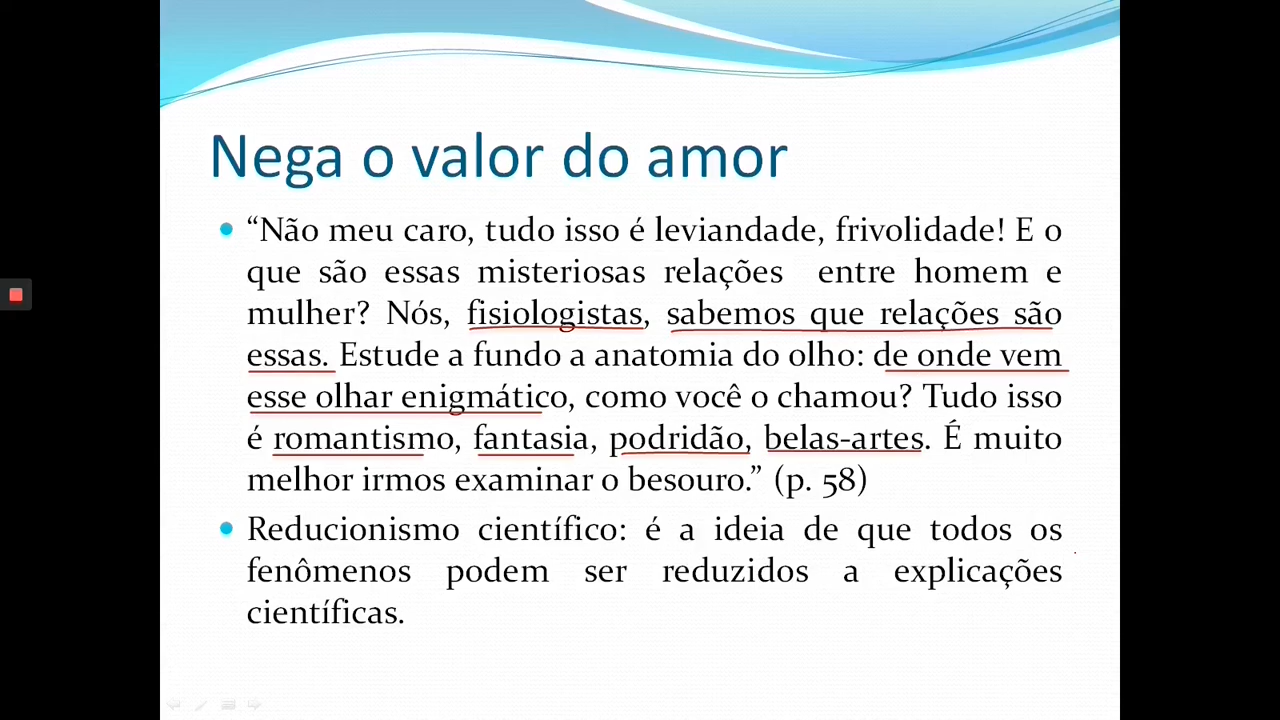 Nega o valor do amor
• “Não meu caro, tudo isso é leviandade, frivolidade! E o
que são essas misteriosas relações entre homem e
mulher? Nós, fisiologistas, sabemos que relações são
essas. Estude a fundo a anatomia do olho: de onde vem
esse olhar enigmático, como você o chamou? Tudo isso
é romantismo, fantasia, podridão, belas-artes. É muito
melhor irmos examinar o besouro.” (p. 58)
• Reducionismo científico: é a ideia de que todos os
fenômenos podem ser reduzidos a explicações
científicas.